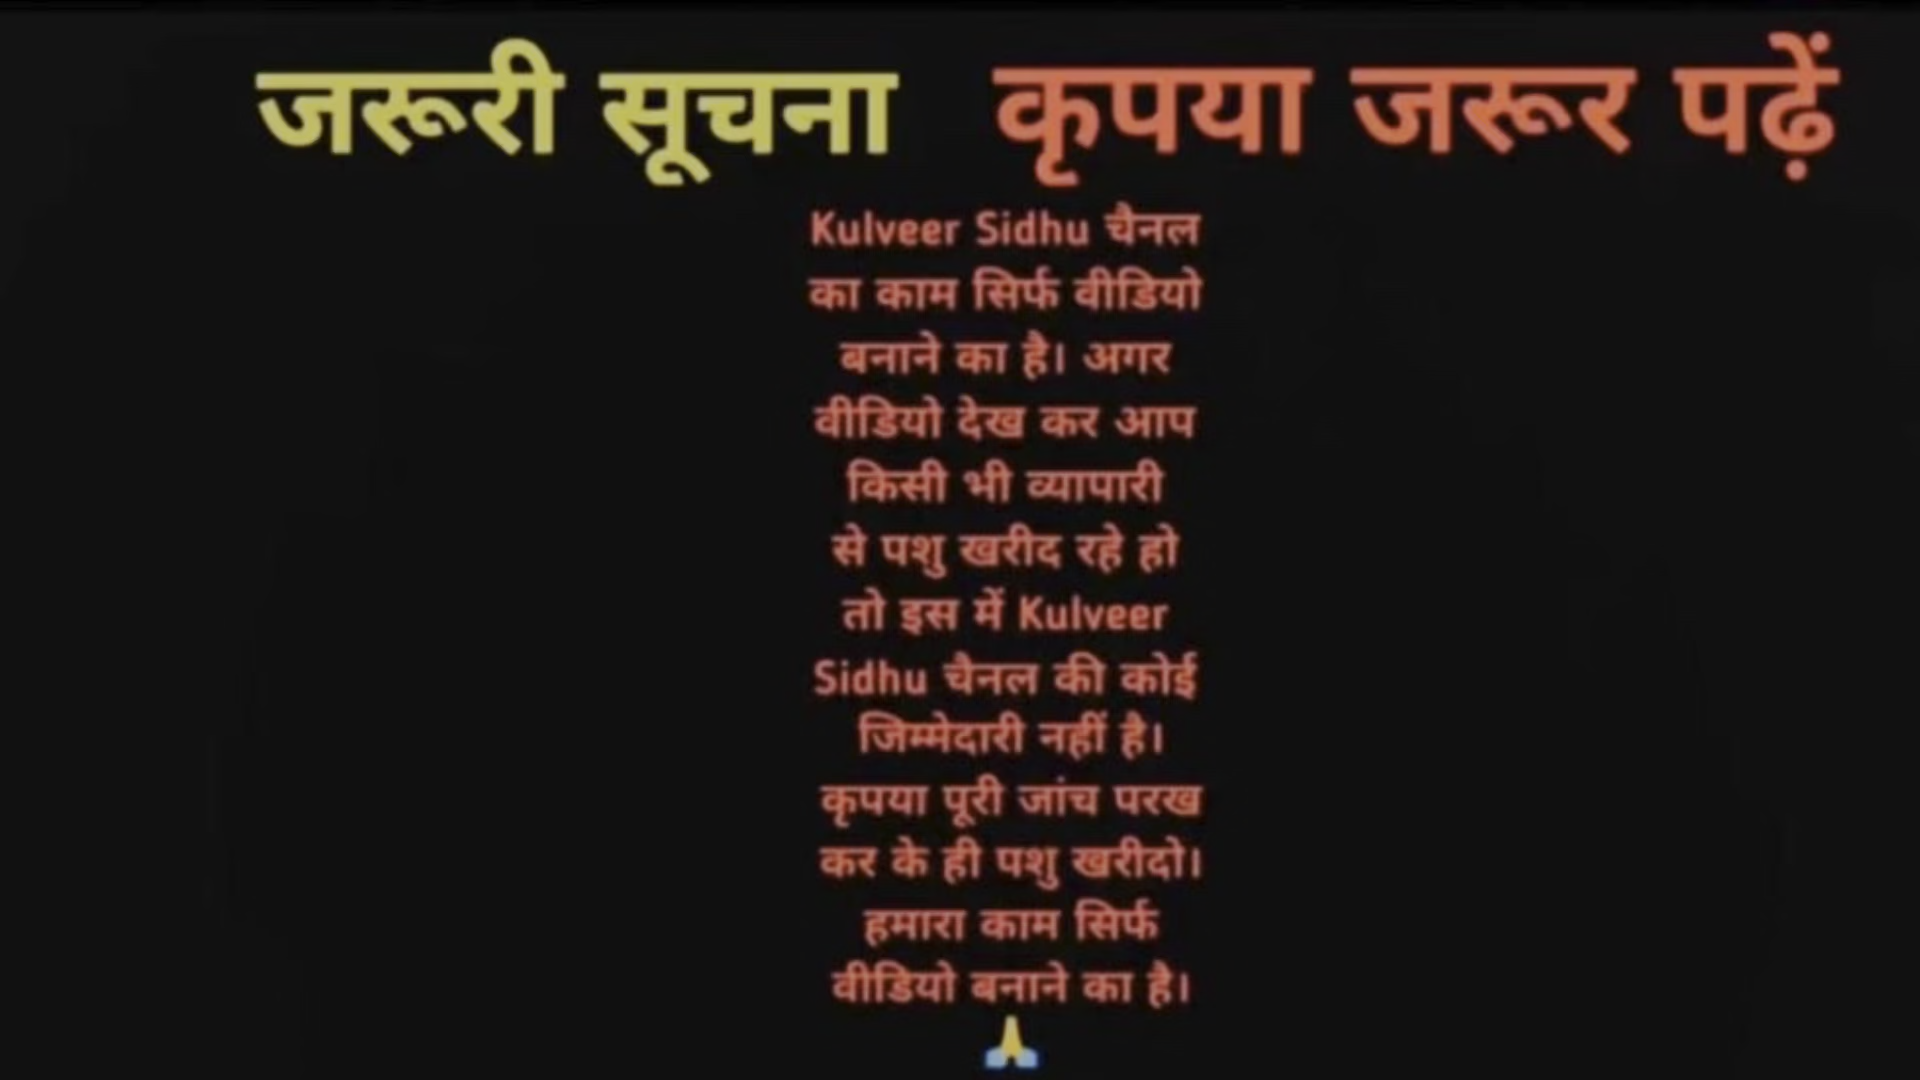 जरूरी सूचना कृपया जरूर पढ़ें
Kulveer Sidhu चैनल
का काम सिर्फ वीडियो
बनाने का है। अगर
वीडियो देख कर आप
किसी भी व्यापारी
से पशु खरीद रहे हो
तो इस में Kulveer
Sidhu चैनल की कोई
जिम्मेदारी नहीं है।
कृपया पूरी जांच परख
कर के ही पशु खरीदो।
हमारा काम सिर्फ
वीडियो बनाने का है।
🙏